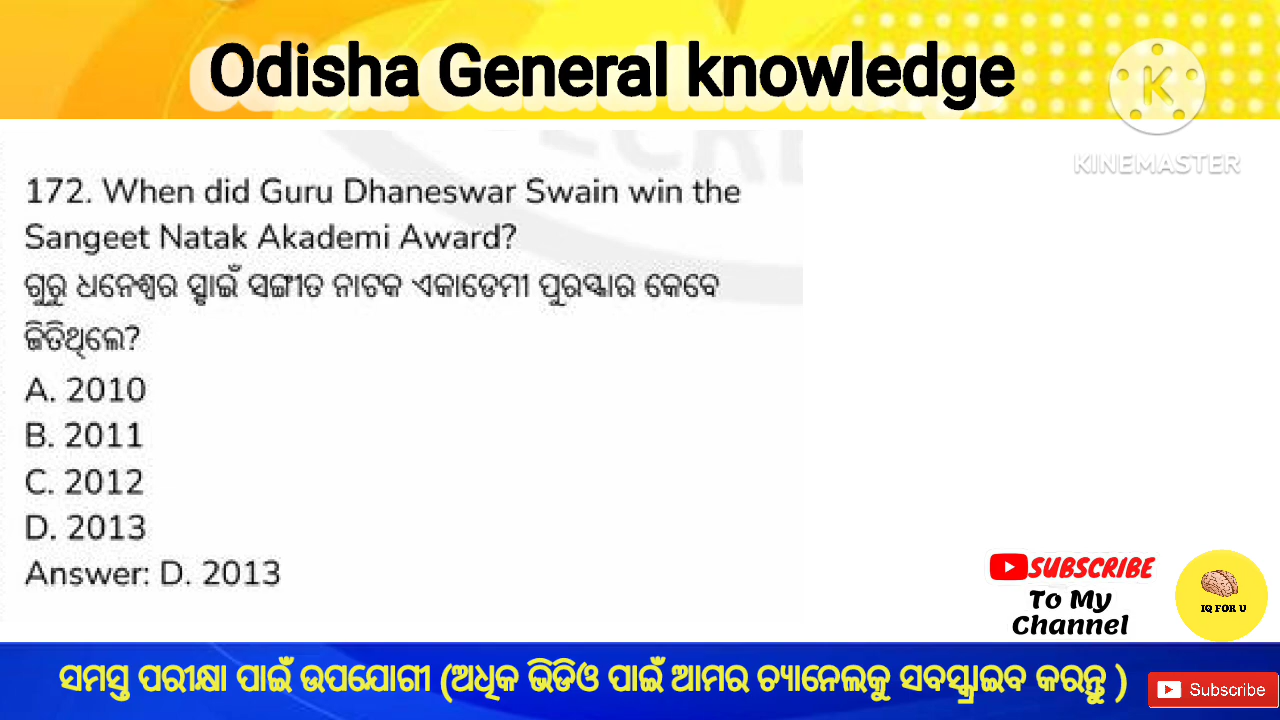 Odisha General knowledge
K
KINEMASTER
172. When did Guru Dhaneswar Swain win the
Sangeet Natak Akademi Award?
ଗୁରୁ ଧନେଶ୍ୱର ସ୍ବାଇଁ ସଙ୍ଗୀତ ନାଟକ ଏକାଡେମୀ ପୁରସ୍କାର କେବେ
ଜିତିଥିଲେ?
A. 2010
B. 2011
C. 2012
D. 2013
Answer: D. 2013
SUBSCRIBE
To My
Channel
IQ FOR U
ସମସ୍ତ ପରୀକ୍ଷା ପାଇଁ ଉପଯୋଗୀ (ଅଧିକ ଭିଡିଓ ପାଇଁ ଆମର ଚ୍ୟାନେଲକୁ ସବସ୍କ୍ରାଇବ କରନ୍ତୁ )
Subscribe